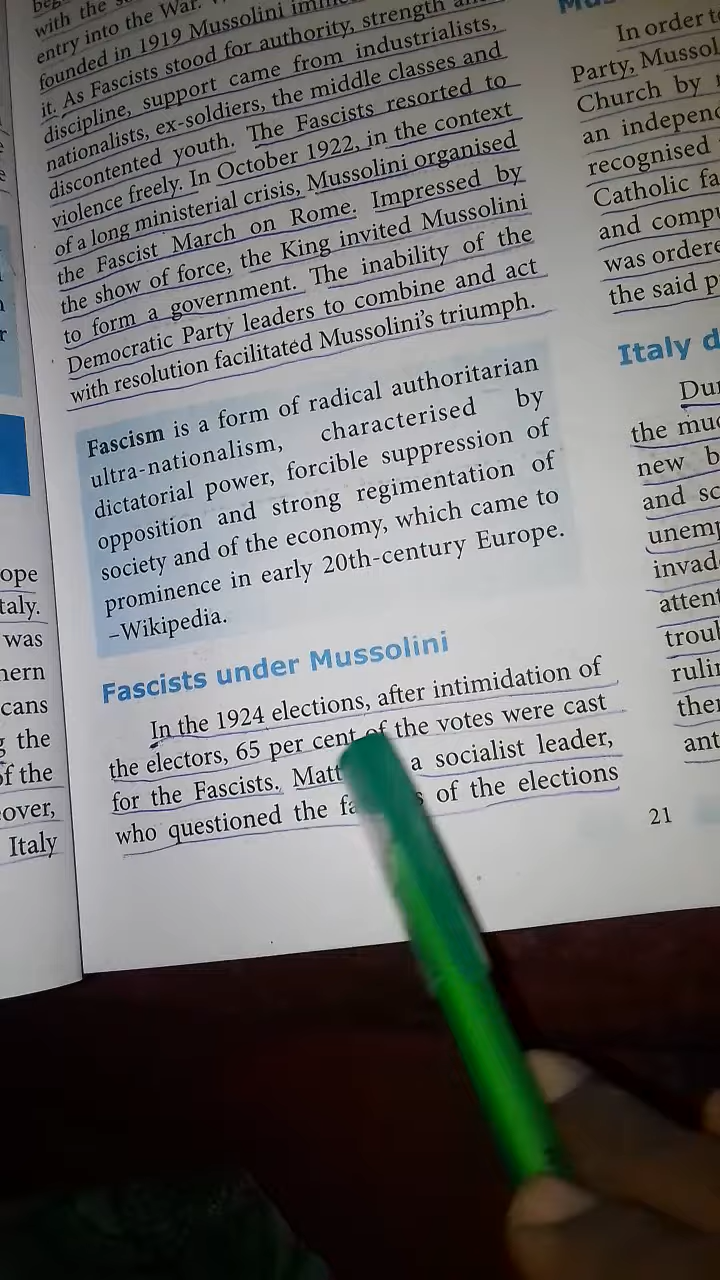 with the
entry into the War.
founded in 1919 Mussolini
it. As Fascists stood for authority, strength
discipline, support came from industrialists,
nationalists, ex-soldiers, the middle classes and
discontented youth. The Fascists resorted to
violence freely. In October 1922, in the context
of a long ministerial crisis, Mussolini organised
the Fascist March on Rome. Impressed by
the show of force, the King invited Mussolini
to form a government. The inability of the
Democratic Party leaders to combine and act
with resolution facilitated Mussolini's triumph.
Fascism is a form of radical authoritarian
ultra-nationalism, characterised by
dictatorial power, forcible suppression of
opposition and strong regimentation of
society and of the economy, which came to
prominence in early 20th-century Europe.
–Wikipedia.
Fascists under Mussolini
In the 1924 elections, after intimidation of
the electors, 65 per cent of the votes were cast
for the Fascists. Matt a socialist leader,
who questioned the of the elections
ope
taly.
was
hern
cans
the
of the
over,
Italy
In order
Party, Mussol
Church by
an indepen
recognised
Catholic fa
and comp
was ordere
the said p
Italy d
Du
the mu
new b
and sc
unemp
invad
attent
troul
rulin
the
ant
21